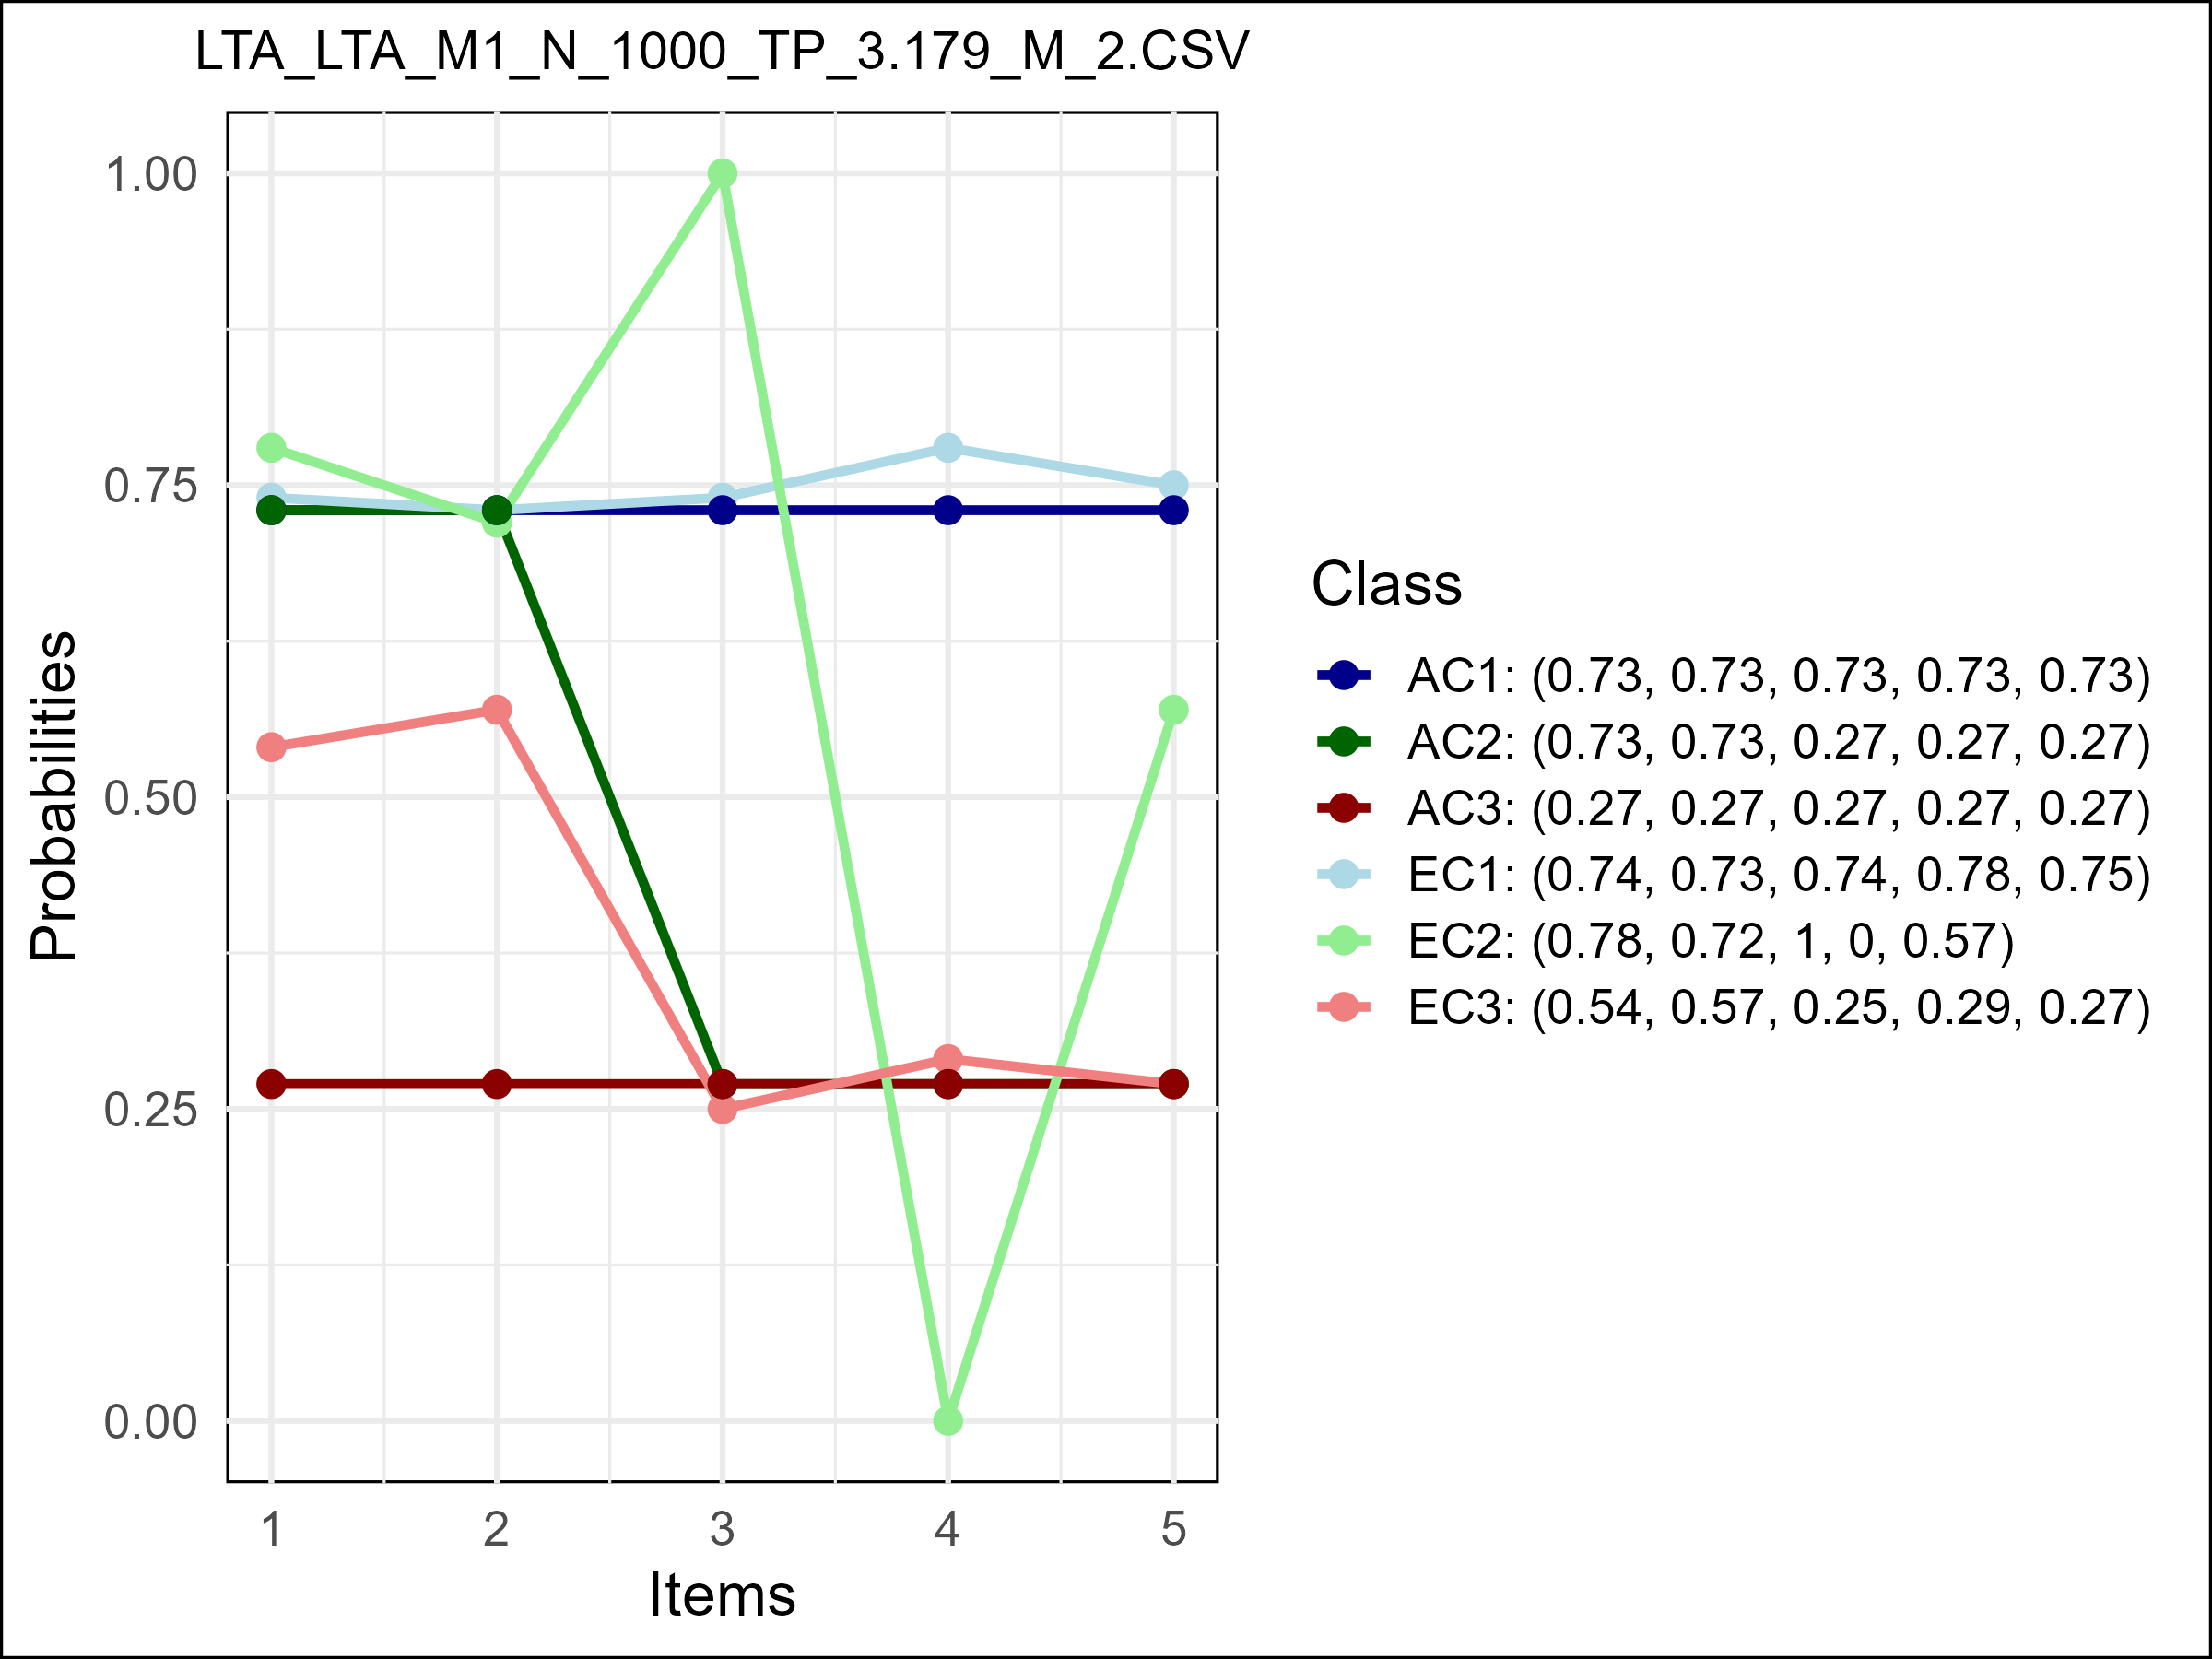 LTA_LTA_M1_N_1000_TP_3.179_M_2.CSV
1.00
0.75
0.50
0.25
0.00
Probabilities
1 2 3 4 5
Items
Class
AC1: (0.73, 0.73, 0.73, 0.73, 0.73)
AC2: (0.73, 0.73, 0.27, 0.27, 0.27)
AC3: (0.27, 0.27, 0.27, 0.27, 0.27)
EC1: (0.74, 0.73, 0.74, 0.78, 0.75)
EC2: (0.78, 0.72, 1, 0, 0.57)
EC3: (0.54, 0.57, 0.25, 0.29, 0.27)